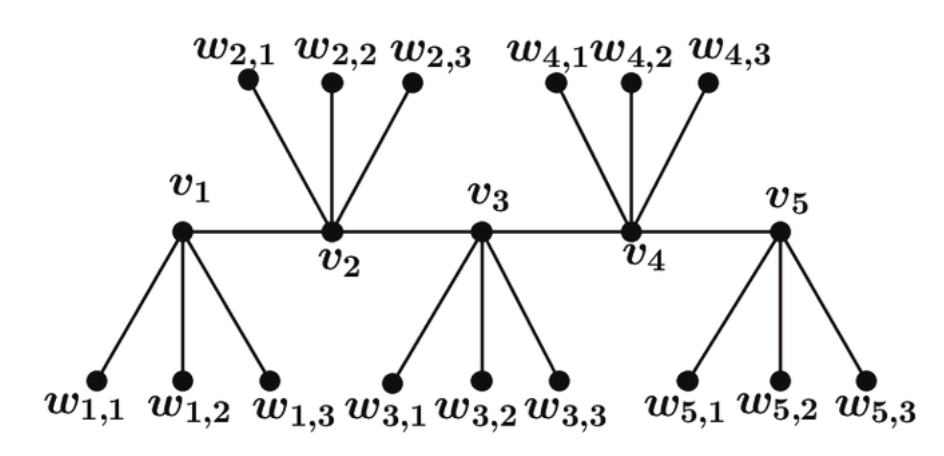 w2,1 w2,2 w2,3 w4,1 w4,2 w4,3
v1 v3 v5
v2 v4
w1,1 w1,2 w1,3 w3,1 w3,2 w3,3 w5,1 w5,2 w5,3